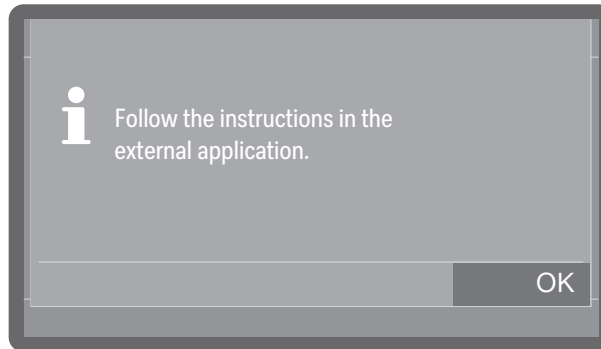 Follow the instructions in the
external application.
OK